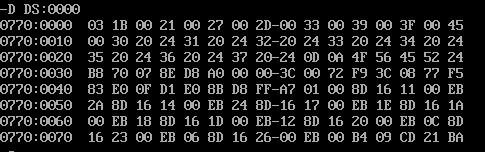 -D DS:0000
0770:0000 03 1B 00 21 00 27 00 2D-00 33 00 39 00 3F 00 45
0770:0010 00 30 20 24 31 20 24 32-20 24 33 20 24 34 20 24
0770:0020 35 20 24 36 20 24 37 20-24 0D 0A 4F 56 45 52 24
0770:0030 B8 70 07 8E D8 A0 00 00-3C 00 72 F9 3C 08 77 F5
0770:0040 83 E0 0F D1 E0 8B D8 FF-A7 01 00 8D 16 11 00 EB
0770:0050 2A 8D 16 14 00 EB 24 8D-16 17 00 EB 1E 8D 16 1A
0770:0060 00 EB 18 8D 16 1D 00 EB-12 8D 16 20 00 EB 0C 8D
0770:0070 16 23 00 EB 06 8D 16 26-00 EB 00 B4 09 CD 21 BA